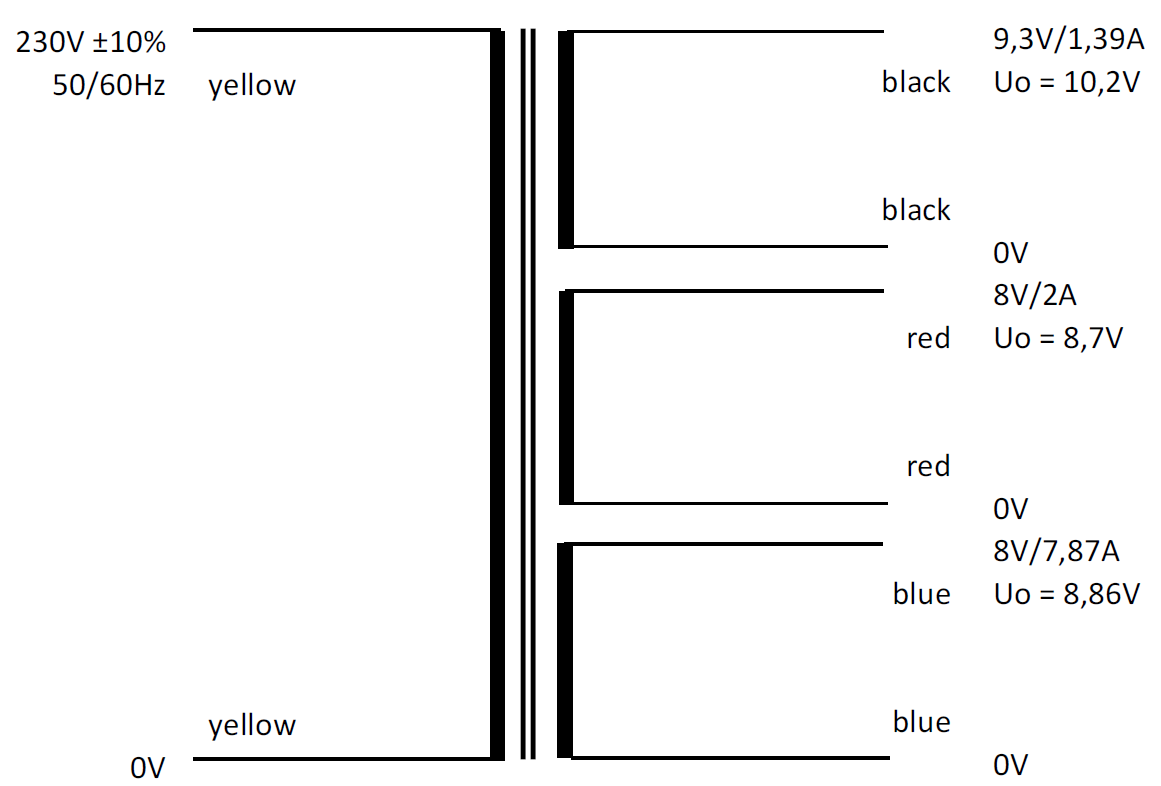 230V ±10%
50/60Hz
yellow
yellow
0V
9,3V/1,39A
black
Uo = 10,2V
black
0V
8V/2A
red
Uo = 8,7V
red
0V
8V/7,87A
blue
Uo = 8,86V
blue
0V